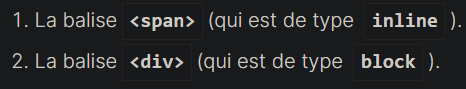 1. La balise <span> (qui est de type inline ).
2. La balise <div> (qui est de type block ).